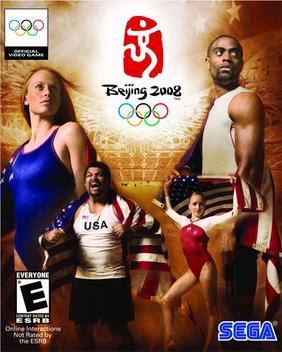 OFFICIAL
VIDEO GAME
Beijing 2008
TM
USA
EVERYONE
E
CONTENT RATED BY
ESRB
Online Interactions
Not Rated by
the ESRB
SEGA